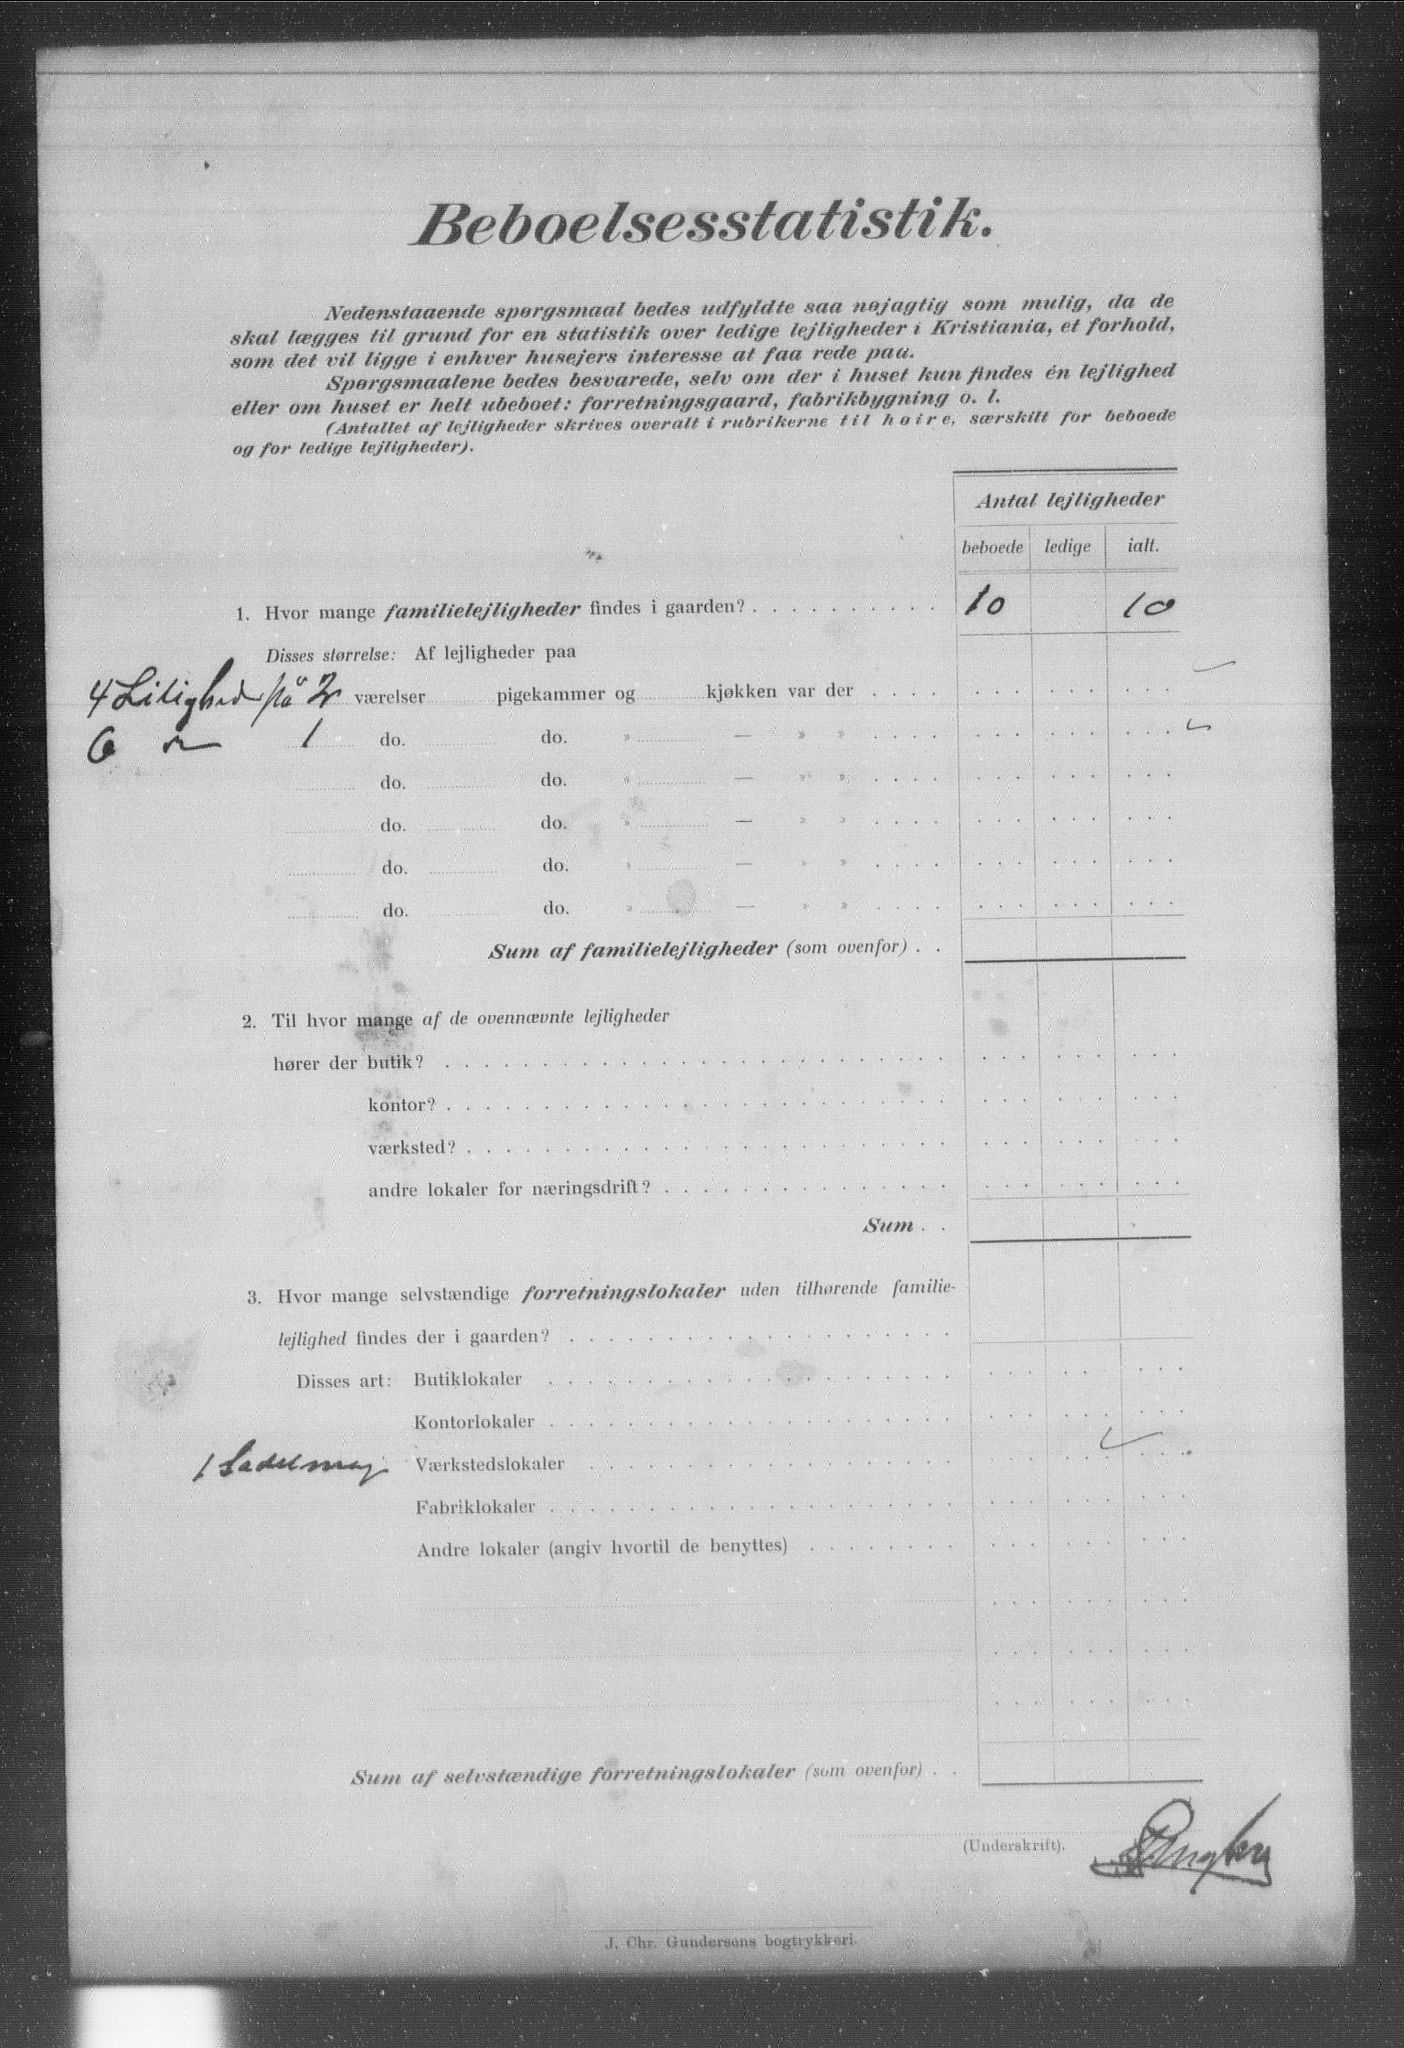 Beboelsesstatistik.
Nedenstaaende spørgsmaal bedes udfyldte saa nøjagtig som mulig, da de
skal lægges til grund for en statistik over ledige lejligheder i Kristiania, et forhold,
som det vil ligge i enhver husejers interesse at faa rede paa.
Spørgsmaalene bedes besvarede, selv om der i huset kun findes én lejlighed
eller om huset er helt ubeboet: forretningsgaard, fabrikbygning o. l.
(Antallet af lejligheder skrives overalt i rubrikerne til høire, særskilt for beboede
og for ledige lejligheder).
Antal lejligheder
beboede ledige ialt.
1. Hvor mange familielejligheder findes i gaarden? . . . . . . . . . . 10 10
Disses størrelse: Af lejligheder paa
4 Liligheder på 2 værelser pigekammer og kjøkken var der . . . .
6 1 do. do. » — » » . . . .
do. do. » — » » . . . .
do. do. » — » » . . . .
do. do. » — » » . . . .
do. do. » — » » . . . .
Sum af familielejligheder (som ovenfor) . .
2. Til hvor mange af de ovennævnte lejligheder
hører der butik? . . . . . . . . . . . . . . . . . . . . . . . . . .
kontor? . . . . . . . . . . . . . . . . . . . . . . . . . .
værksted? . . . . . . . . . . . . . . . . . . . . . . . . .
andre lokaler for næringsdrift? . . . . . . . . . . . . . . .
Sum . .
3. Hvor mange selvstændige forretningslokaler uden tilhørende familie-
lejlighed findes der i gaarden? . . . . . . . . . . . . . . . . . . . .
Disses art: Butiklokaler . . . . . . . . . . . . . . . . . . . . .
Kontorlokaler . . . . . . . . . . . . . . . . . . . . .
1 Sadelmag Værkstedslokaler . . . . . . . . . . . . . . . . . . .
Fabriklokaler . . . . . . . . . . . . . . . . . . . . .
Andre lokaler (angiv hvortil de benyttes) . . . . . . . .
Sum af selvstændige forretningslokaler (som ovenfor) . .
(Underskrift).
J. Chr. Gundersens bogtrykkeri.